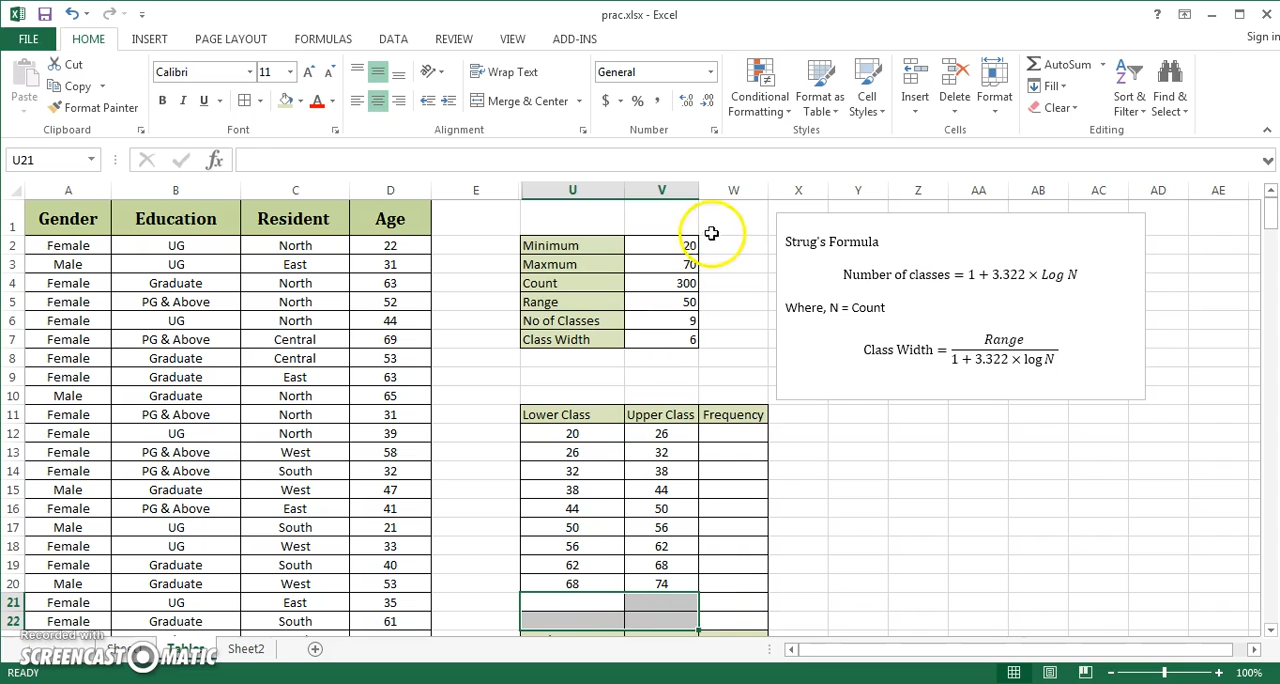 prac.xlsx - Excel
Sign in
FILE HOME INSERT PAGE LAYOUT FORMULAS DATA REVIEW VIEW ADD-INS
Paste Cut Copy Format Painter
Clipboard
Calibri 11
B I U A A A
Font
Wrap Text
Merge & Center
Alignment
General
$ % ,
Number
Conditional Formatting Format as Table Cell Styles
Styles
Insert Delete Format
Cells
AutoSum Fill Clear Sort & Filter Find & Select
Editing
U21 fx
A B C D E U V W X Y Z AA AB AC AD AE
1 Gender Education Resident Age
2 Female UG North 22 Minimum 20
3 Male UG East 31 Maxmum 70
4 Female Graduate North 63 Count 300
5 Female PG & Above North 52 Range 50
6 Female UG North 44 No of Classes 9
7 Female PG & Above Central 69 Class Width 6
8 Female Graduate Central 53
9 Female Graduate East 63
10 Male Graduate North 65
11 Female PG & Above North 31 Lower Class Upper Class Frequency
12 Female UG North 39 20 26
13 Female PG & Above West 58 26 32
14 Female PG & Above South 32 32 38
15 Male Graduate West 47 38 44
16 Female PG & Above East 41 44 50
17 Male UG South 21 50 56
18 Female UG West 33 56 62
19 Female Graduate South 40 62 68
20 Male Graduate West 53 68 74
21 Female UG East 35
22 Female Graduate South 61
Strug's Formula
Number of classes = 1 + 3.322 × Log N
Where, N = Count
Class Width = Range / 1 + 3.322 × log N
Sheet2
Recorded with
SCREENCAST-O-MATIC
READY 100%